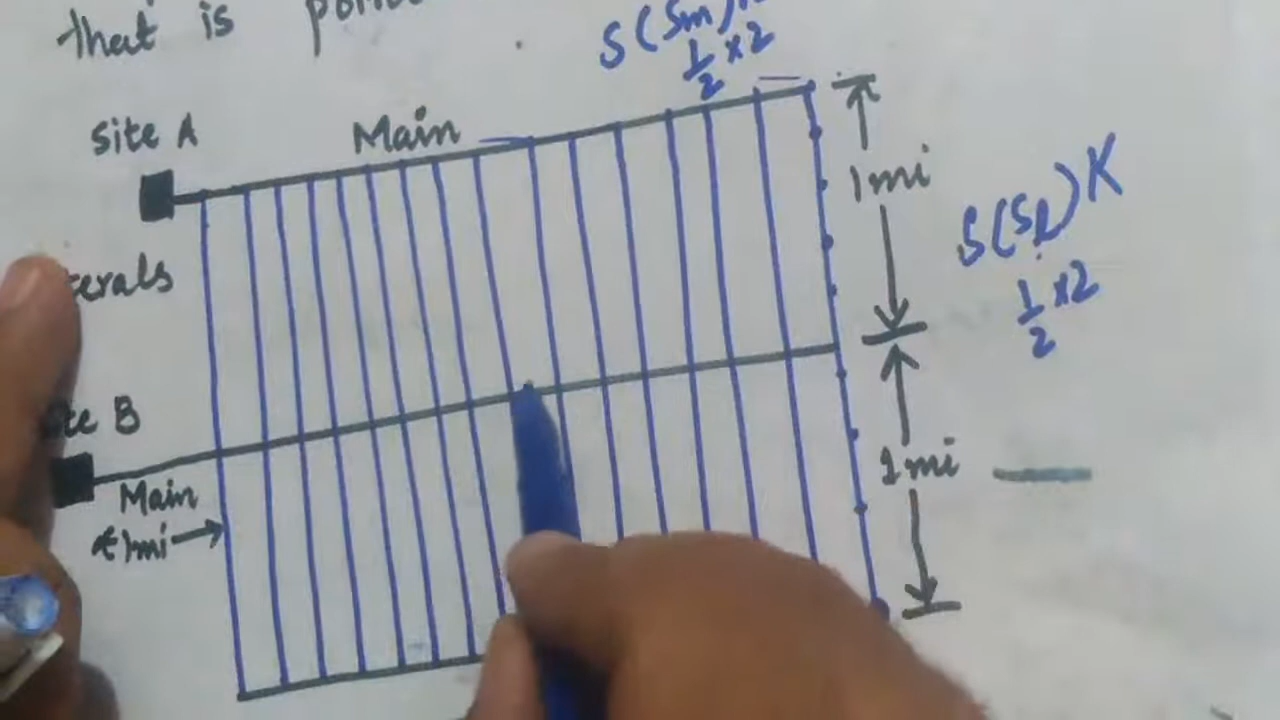 that is
S(Sm)
1/2 x2
Site A
Main
1mi
S(Sl)K
1/2 x2
B
Main
1mi
1mi